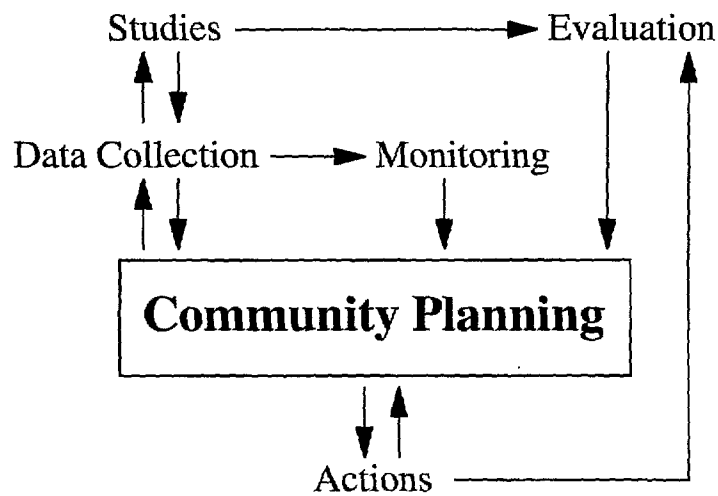 Studies
Evaluation
Data Collection
Monitoring
Community Planning
Actions